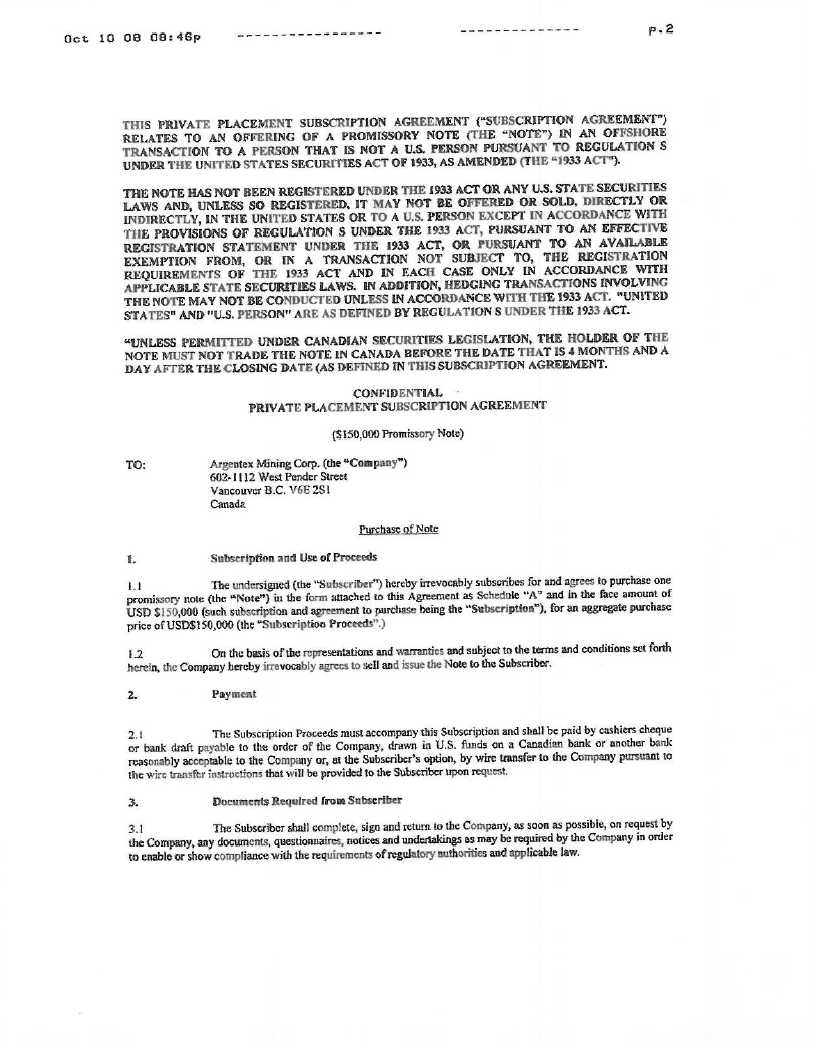 Oct 10 08 08:46p ------------------ -------------- p.2
THIS PRIVATE PLACEMENT SUBSCRIPTION AGREEMENT ("SUBSCRIPTION AGREEMENT")
RELATES TO AN OFFERING OF A PROMISSORY NOTE (THE "NOTE") IN AN OFFSHORE
TRANSACTION TO A PERSON THAT IS NOT A U.S. PERSON PURSUANT TO REGULATION S
UNDER THE UNITED STATES SECURITIES ACT OF 1933, AS AMENDED (THE "1933 ACT").
THE NOTE HAS NOT BEEN REGISTERED UNDER THE 1933 ACT OR ANY U.S. STATE SECURITIES
LAWS AND, UNLESS SO REGISTERED, IT MAY NOT BE OFFERED OR SOLD, DIRECTLY OR
INDIRECTLY, IN THE UNITED STATES OR TO A U.S. PERSON EXCEPT IN ACCORDANCE WITH
THE PROVISIONS OF REGULATION S UNDER THE 1933 ACT, PURSUANT TO AN EFFECTIVE
REGISTRATION STATEMENT UNDER THE 1933 ACT, OR PURSUANT TO AN AVAILABLE
EXEMPTION FROM, OR IN A TRANSACTION NOT SUBJECT TO, THE REGISTRATION
REQUIREMENTS OF THE 1933 ACT AND IN EACH CASE ONLY IN ACCORDANCE WITH
APPLICABLE STATE SECURITIES LAWS. IN ADDITION, HEDGING TRANSACTIONS INVOLVING
THE NOTE MAY NOT BE CONDUCTED UNLESS IN ACCORDANCE WITH THE 1933 ACT. "UNITED
STATES" AND "U.S. PERSON" ARE AS DEFINED BY REGULATION S UNDER THE 1933 ACT.
"UNLESS PERMITTED UNDER CANADIAN SECURITIES LEGISLATION, THE HOLDER OF THE
NOTE MUST NOT TRADE THE NOTE IN CANADA BEFORE THE DATE THAT IS 4 MONTHS AND A
DAY AFTER THE CLOSING DATE (AS DEFINED IN THIS SUBSCRIPTION AGREEMENT.
CONFIDENTIAL
PRIVATE PLACEMENT SUBSCRIPTION AGREEMENT
($150,000 Promissory Note)
TO: Argentex Mining Corp. (the "Company")
602-1112 West Pender Street
Vancouver B.C. V6E 2S1
Canada
Purchase of Note
1. Subscription and Use of Proceeds
1.1 The undersigned (the "Subscriber") hereby irrevocably subscribes for and agrees to purchase one
promissory note (the "Note") in the form attached to this Agreement as Schedule "A" and in the face amount of
USD $150,000 (such subscription and agreement to purchase being the "Subscription"), for an aggregate purchase
price of USD$150,000 (the "Subscription Proceeds".)
1.2 On the basis of the representations and warranties and subject to the terms and conditions set forth
herein, the Company hereby irrevocably agrees to sell and issue the Note to the Subscriber.
2. Payment
2.1 The Subscription Proceeds must accompany this Subscription and shall be paid by cashiers cheque
or bank draft payable to the order of the Company, drawn in U.S. funds on a Canadian bank or another bank
reasonably acceptable to the Company or, at the Subscriber's option, by wire transfer to the Company pursuant to
the wire transfer instructions that will be provided to the Subscriber upon request.
3. Documents Required from Subscriber
3.1 The Subscriber shall complete, sign and return to the Company, as soon as possible, on request by
the Company, any documents, questionnaires, notices and undertakings as may be required by the Company in order
to enable or show compliance with the requirements of regulatory authorities and applicable law.